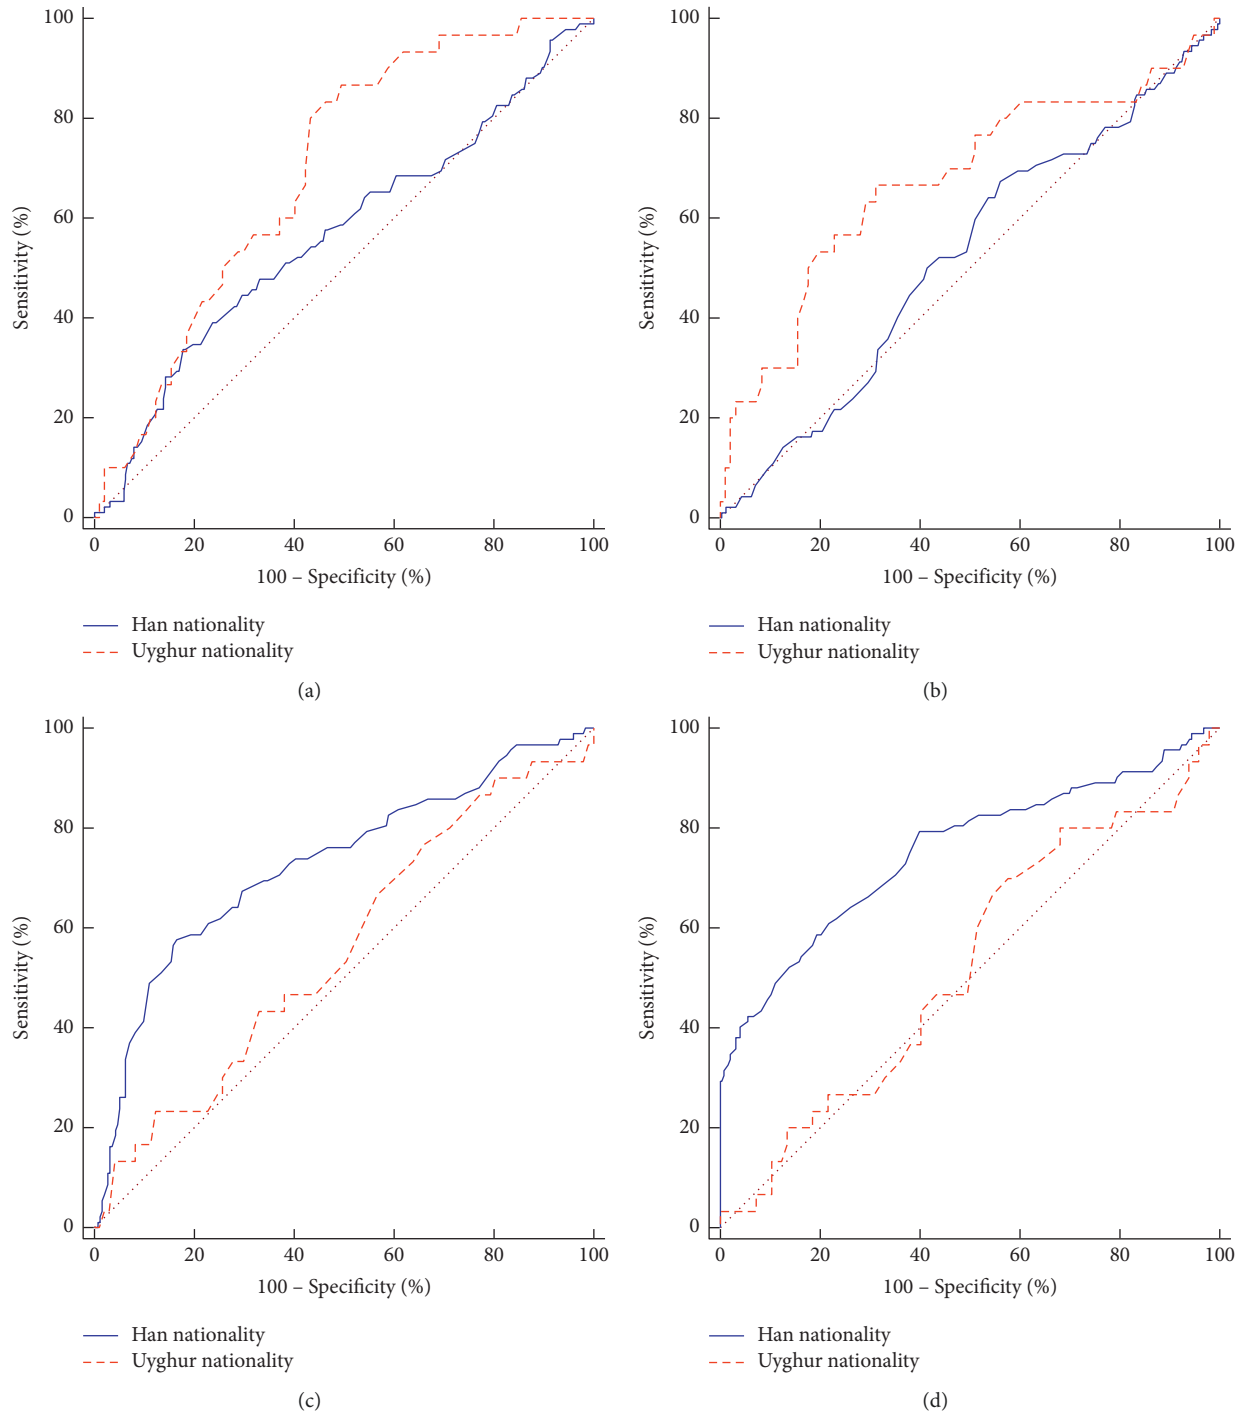 100
80
60
40
20
0
Sensitivity (%)
0 20 40 60 80 100
100 – Specificity (%)
Han nationality
Uyghur nationality
(a)
100
80
60
40
20
0
Sensitivity (%)
0 20 40 60 80 100
100 – Specificity (%)
Han nationality
Uyghur nationality
(b)
100
80
60
40
20
0
Sensitivity (%)
0 20 40 60 80 100
100 – Specificity (%)
Han nationality
Uyghur nationality
(c)
100
80
60
40
20
0
Sensitivity (%)
0 20 40 60 80 100
100 – Specificity (%)
Han nationality
Uyghur nationality
(d)